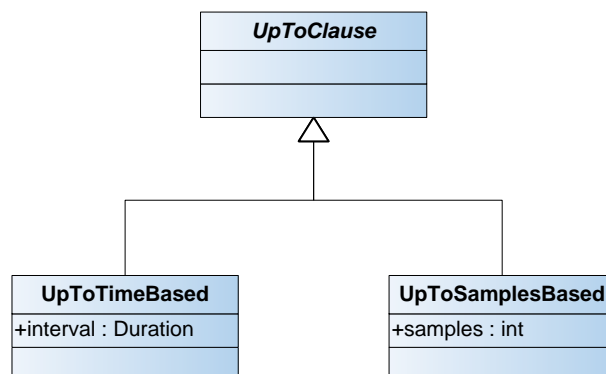 UpToClause
UpToTimeBased
+interval : Duration
UpToSamplesBased
+samples : int